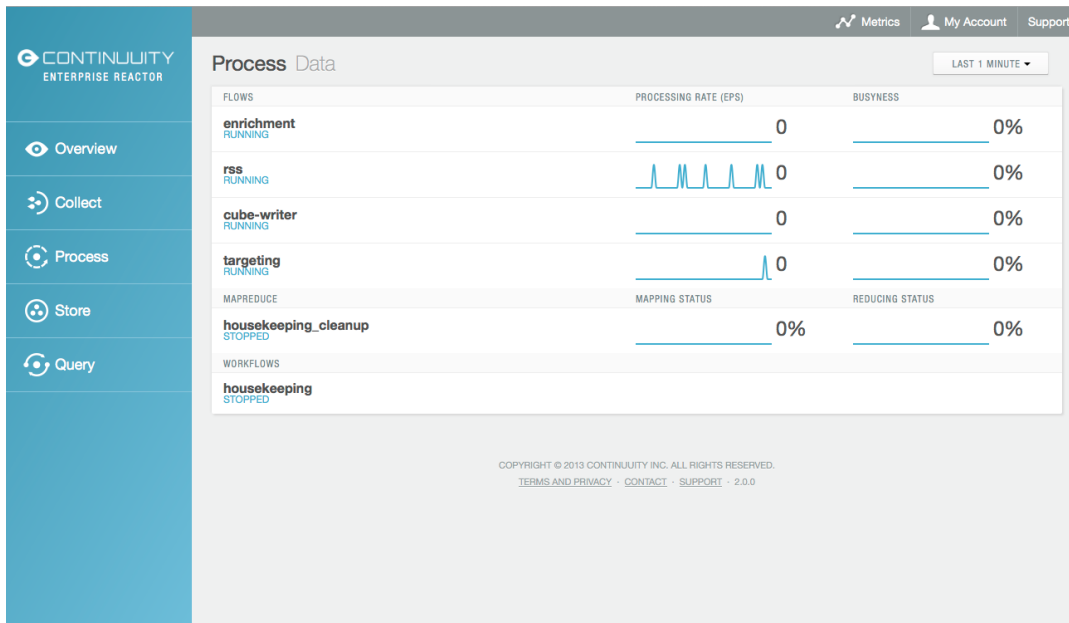 Metrics My Account Support
CONTINUUITY
ENTERPRISE REACTOR
Overview
Collect
Process
Store
Query
Process Data
LAST 1 MINUTE
FLOWS PROCESSING RATE (EPS) BUSYNESS
enrichment
RUNNING
0 0%
rss
RUNNING
0 0%
cube-writer
RUNNING
0 0%
targeting
RUNNING
0 0%
MAPREDUCE MAPPING STATUS REDUCING STATUS
housekeeping_cleanup
STOPPED
0% 0%
WORKFLOWS
housekeeping
STOPPED
COPYRIGHT © 2013 CONTINUUITY INC. ALL RIGHTS RESERVED.
TERMS AND PRIVACY · CONTACT · SUPPORT · 2.0.0